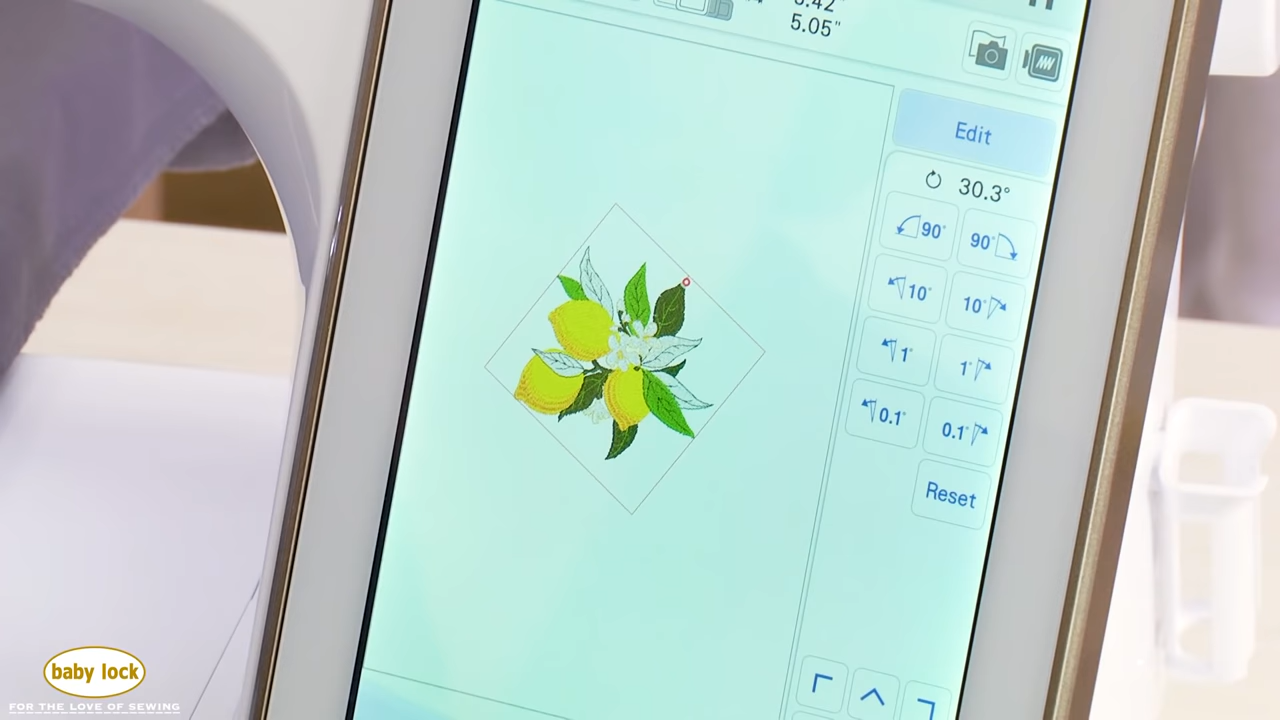 5.05"
Edit
30.3°
90°
90°
10°
10°
1°
1°
0.1°
0.1°
Reset
baby lock
FOR THE LOVE OF SEWING